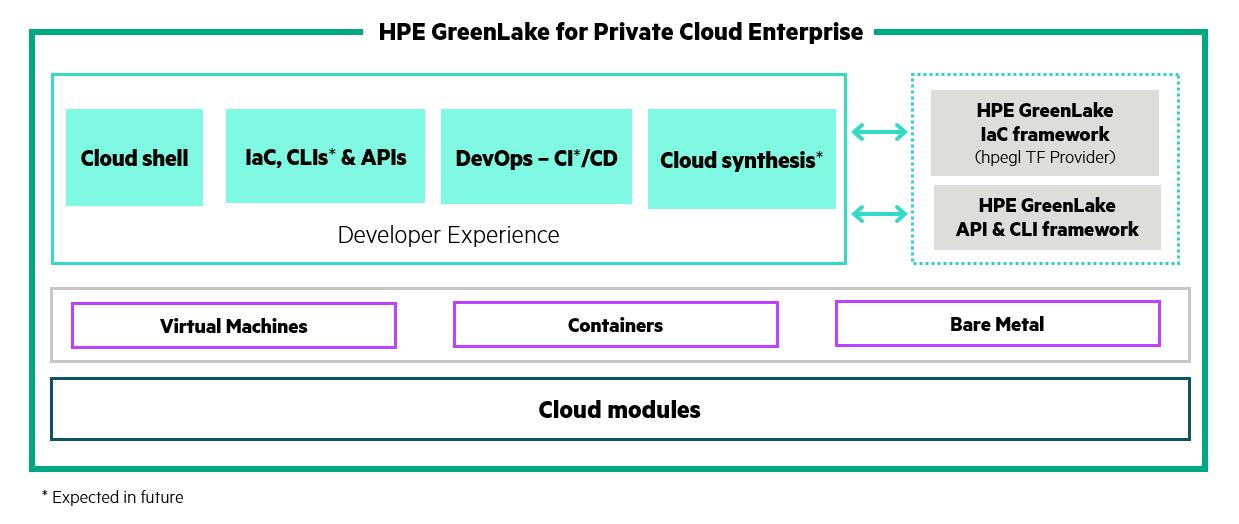 HPE GreenLake for Private Cloud Enterprise
Cloud shell
IaC, CLIs* & APIs
DevOps – CI*/CD
Cloud synthesis*
Developer Experience
HPE GreenLake
IaC framework
(hpegl TF Provider)
HPE GreenLake
API & CLI framework
Virtual Machines
Containers
Bare Metal
Cloud modules
* Expected in future